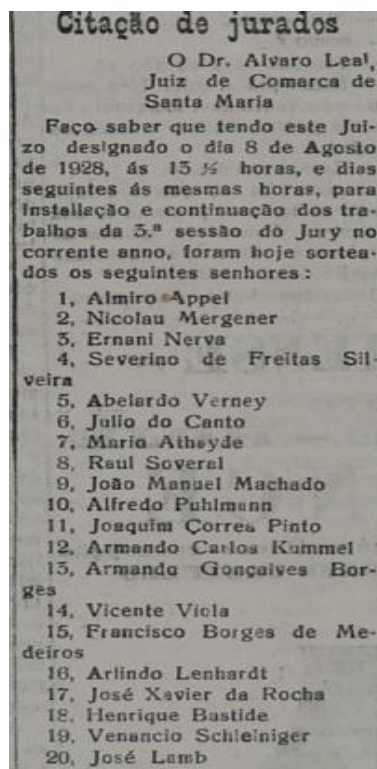 Citação de jurados
O Dr. Alvaro Leal,
Juiz de Comarca de
Santa Maria
Faço saber que tendo este Jui-
zo designado o dia 8 de Agosto
de 1928, ás 13 ½ horas, e dias
seguintes ás mesmas horas, para
installação e continuação dos tra-
balhos da 3.ª sessão do Jury no
corrente anno, foram hoje sortea-
dos os seguintes senhores:
1, Almiro Appel
2, Nicolau Mergener
3, Ernani Nerva
4, Severino de Freitas Sil-
veira
5, Abelardo Verney
6, Julio do Canto
7, Mario Athayde
8, Raul Soveral
9, João Manuel Machado
10, Alfredo Puhlmann
11, Joaquim Correa Pinto
12, Armando Carlos Kummel
13, Armando Gonçalves Bor-
ges
14, Vicente Viola
15, Francisco Borges de Me-
deiros
16, Arlindo Lenhardt
17, José Xavier da Rocha
18, Henrique Bastide
19, Venancio Schleiniger
20, José Lamb